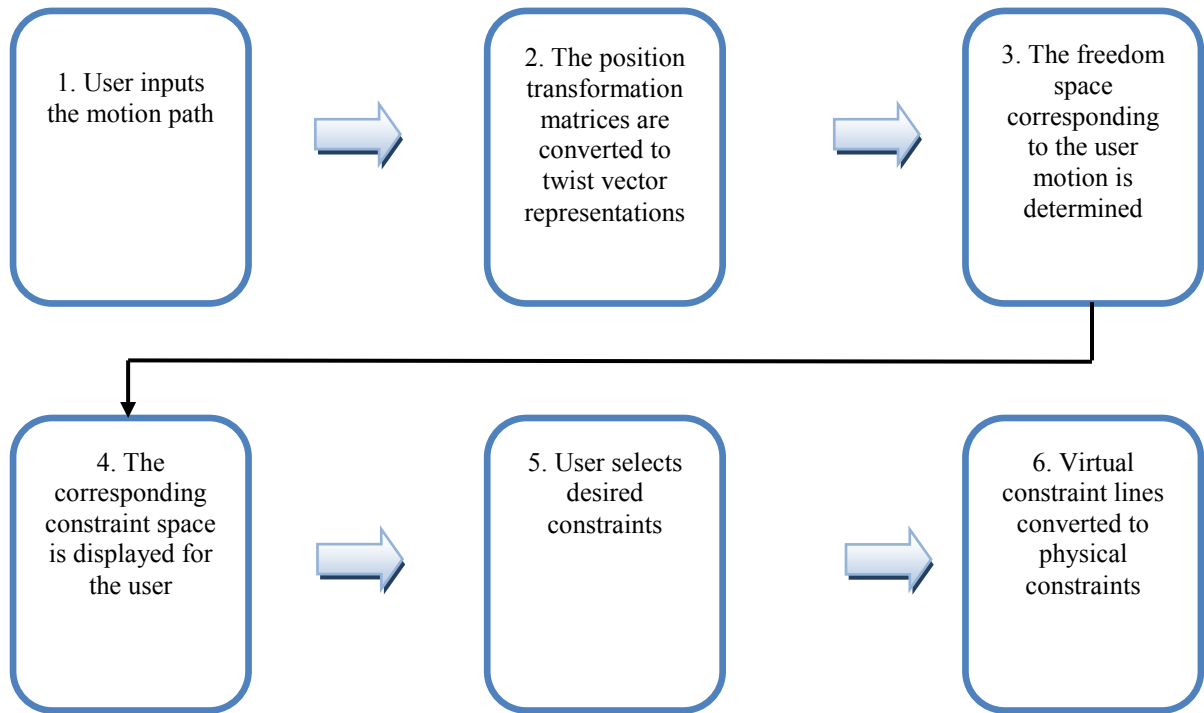 1. User inputs
the motion path
2. The position
transformation
matrices are
converted to
twist vector
representations
3. The freedom
space
corresponding
to the user
motion is
determined
4. The
corresponding
constraint space
is displayed for
the user
5. User selects
desired
constraints
6. Virtual
constraint lines
converted to
physical
constraints